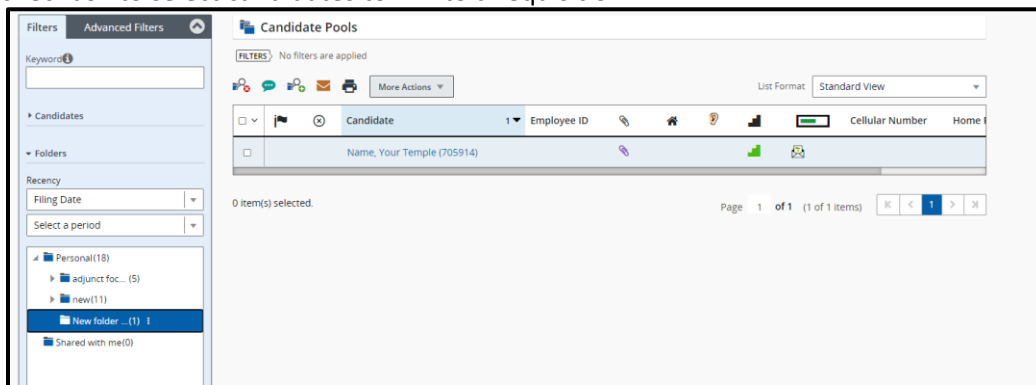 Filters Advanced Filters
Candidate Pools
Keyword
FILTERS No filters are applied
More Actions
List Format Standard View
Candidates
Candidate 1 Employee ID Cellular Number Home
Folders
Name, Your Temple (705914)
Recency
Filing Date
0 item(s) selected.
Page 1 of 1 (1 of 1 items) K < 1 > X
Select a period
Personal(18)
adjunct foc... (5)
new(11)
New folder ...(1)
Shared with me(0)